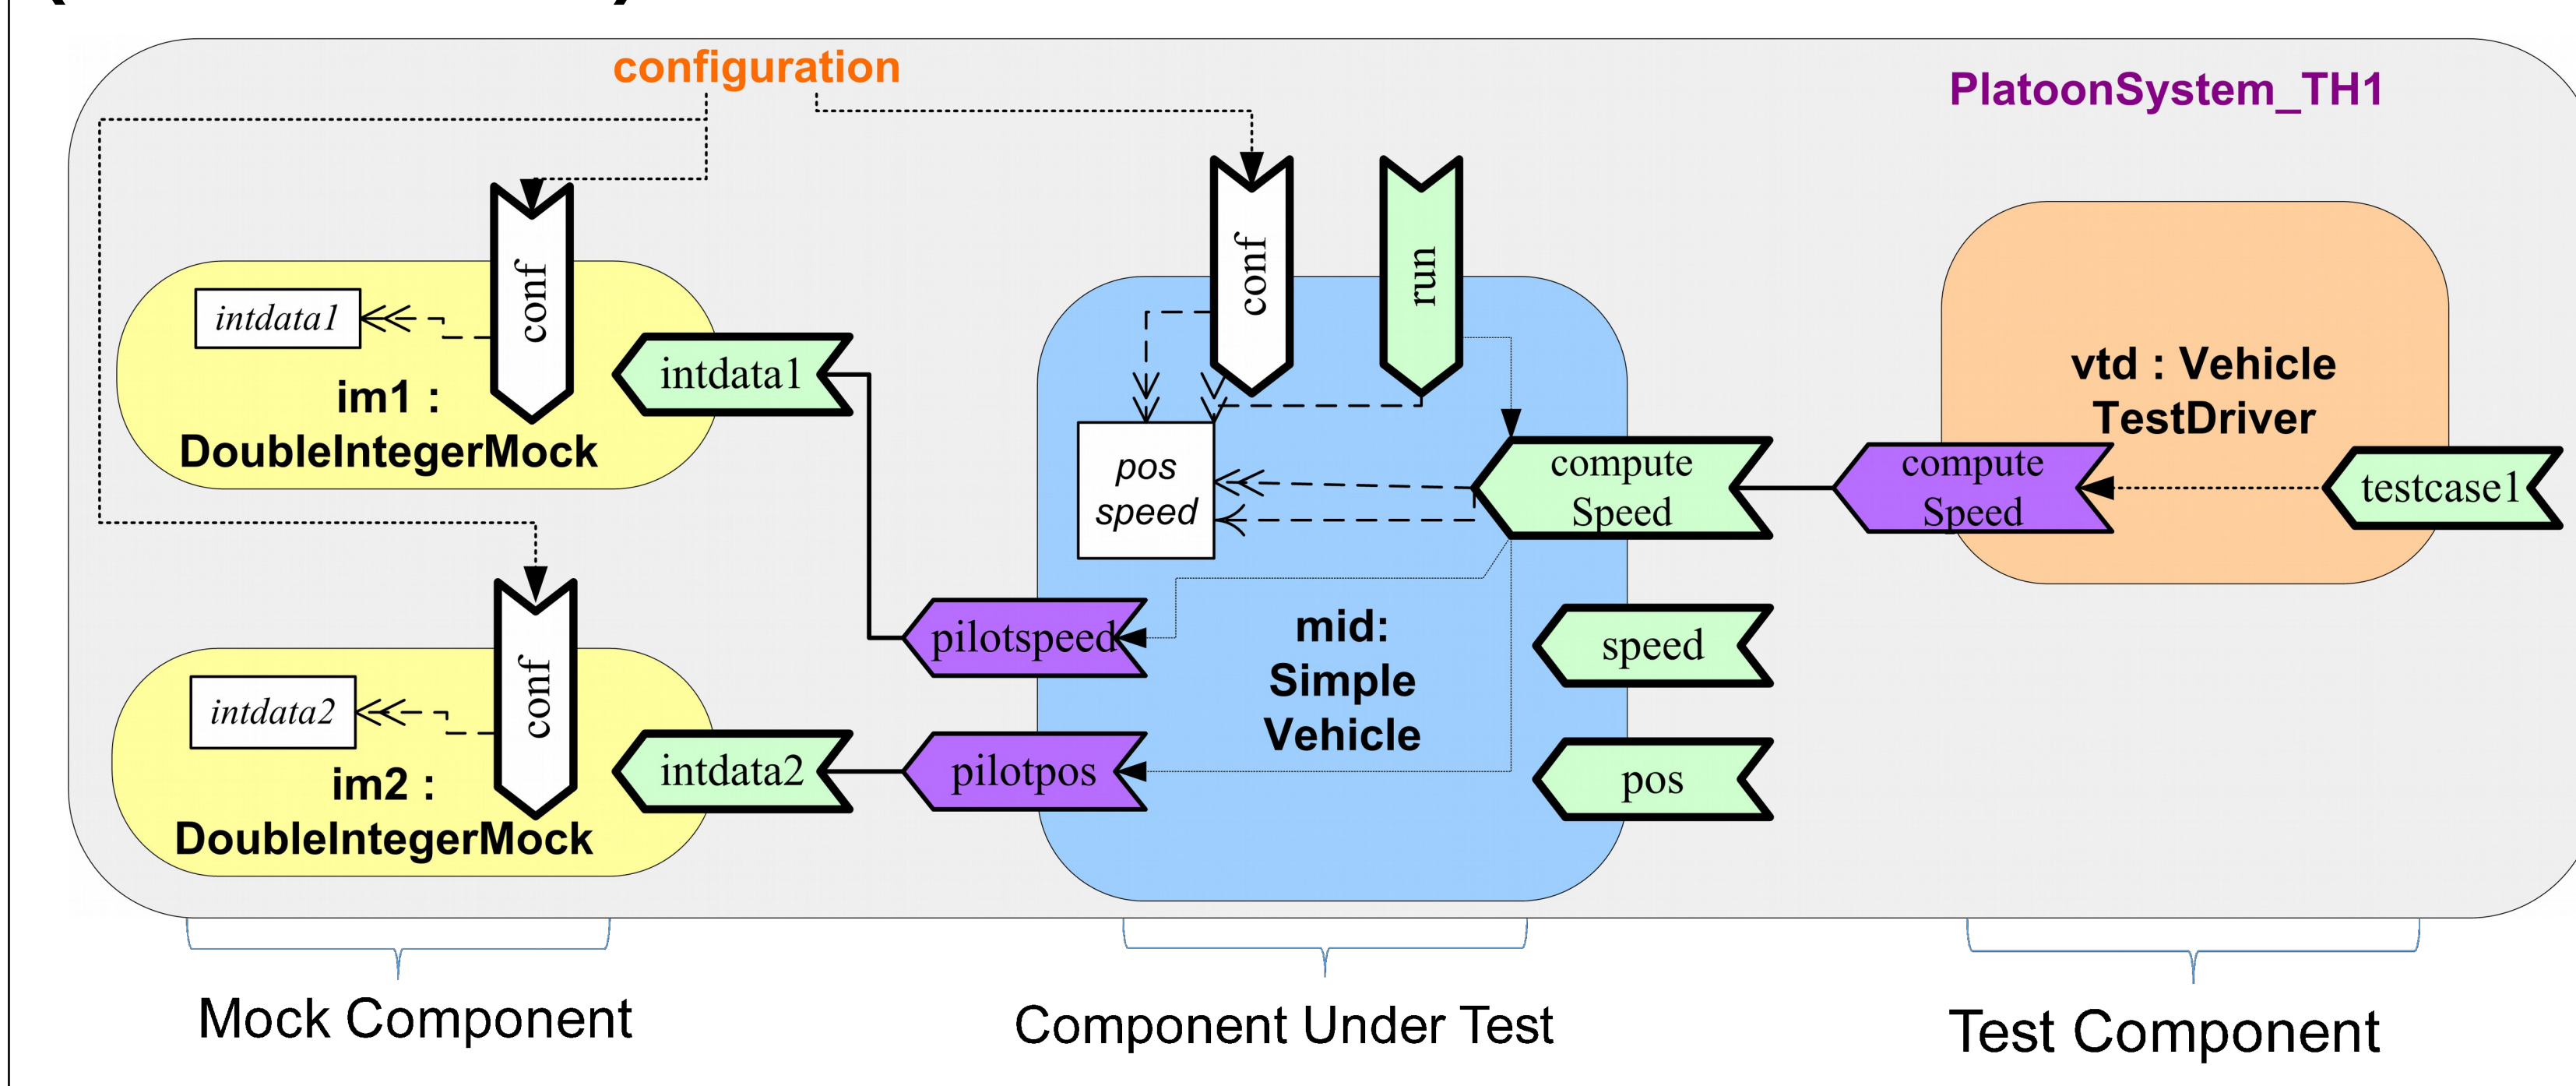 configuration
PlatoonSystem_TH1
conf
intdata1
im1 :
DoubleIntegerMock
intdata1
conf
intdata2
im2 :
DoubleIntegerMock
intdata2
conf
run
pos
speed
compute
Speed
pilotspeed
pilotpos
mid:
Simple
Vehicle
speed
pos
vtd : Vehicle
TestDriver
compute
Speed
testcase1
Mock Component
Component Under Test
Test Component